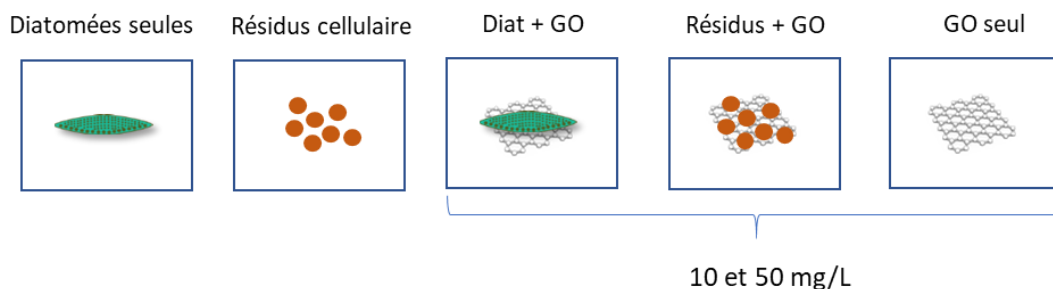 Diatomées seules
Résidus cellulaire
Diat + GO
Résidus + GO
GO seul
10 et 50 mg/L